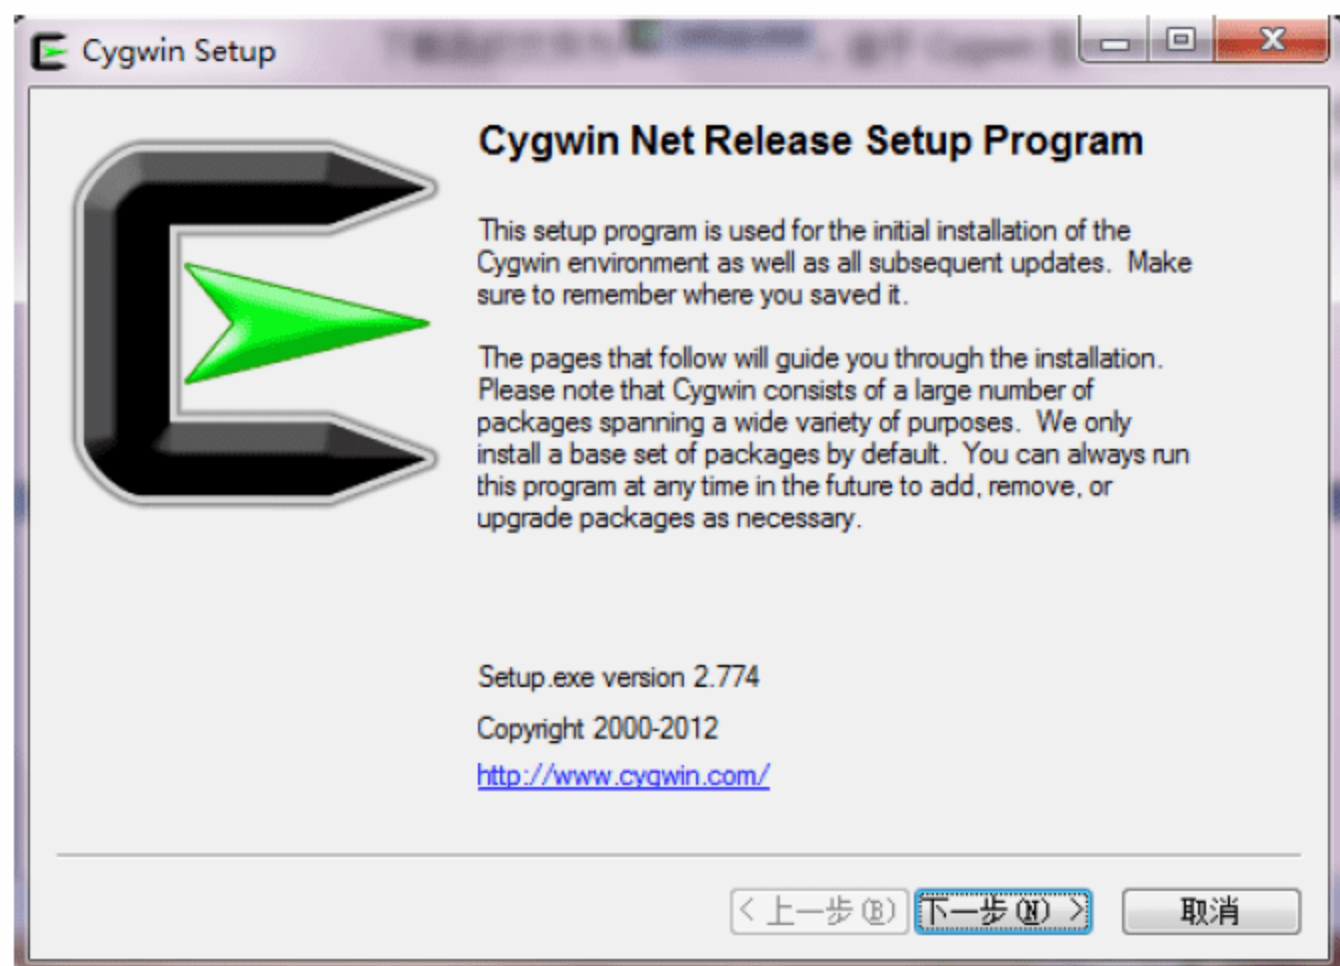 Cygwin Setup
Cygwin Net Release Setup Program
This setup program is used for the initial installation of the
Cygwin environment as well as all subsequent updates.  Make
sure to remember where you saved it.
The pages that follow will guide you through the installation.
Please note that Cygwin consists of a large number of
packages spanning a wide variety of purposes.  We only
install a base set of packages by default.  You can always run
this program at any time in the future to add, remove, or
upgrade packages as necessary.
Setup.exe version 2.774
Copyright 2000-2012
http://www.cygwin.com/
< 上一步(B) 下一步(N) > 取消